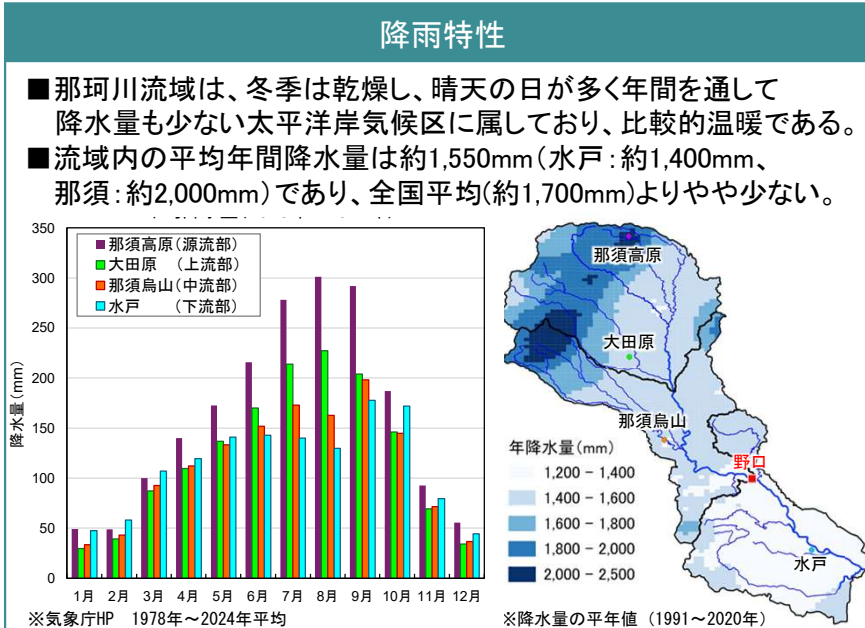 降雨特性
■那珂川流域は、冬季は乾燥し、晴天の日が多く年間を通して
降水量も少ない太平洋岸気候区に属しており、比較的温暖である。
■流域内の平均年間降水量は約1,550mm(水戸:約1,400mm、
那須:約2,000mm)であり、全国平均(約1,700mm)よりやや少ない。
350
300
250
200
150
100
50
0
降水量(mm)
那須高原(源流部)
大田原 (上流部)
那須烏山(中流部)
水戸 (下流部)
1月 2月 3月 4月 5月 6月 7月 8月 9月 10月 11月 12月
※気象庁HP 1978年~2024年平均
那須高原
大田原
那須烏山
野口
水戸
年降水量(mm)
1,200 - 1,400
1,400 - 1,600
1,600 - 1,800
1,800 - 2,000
2,000 - 2,500
※降水量の平年値 (1991~2020年)